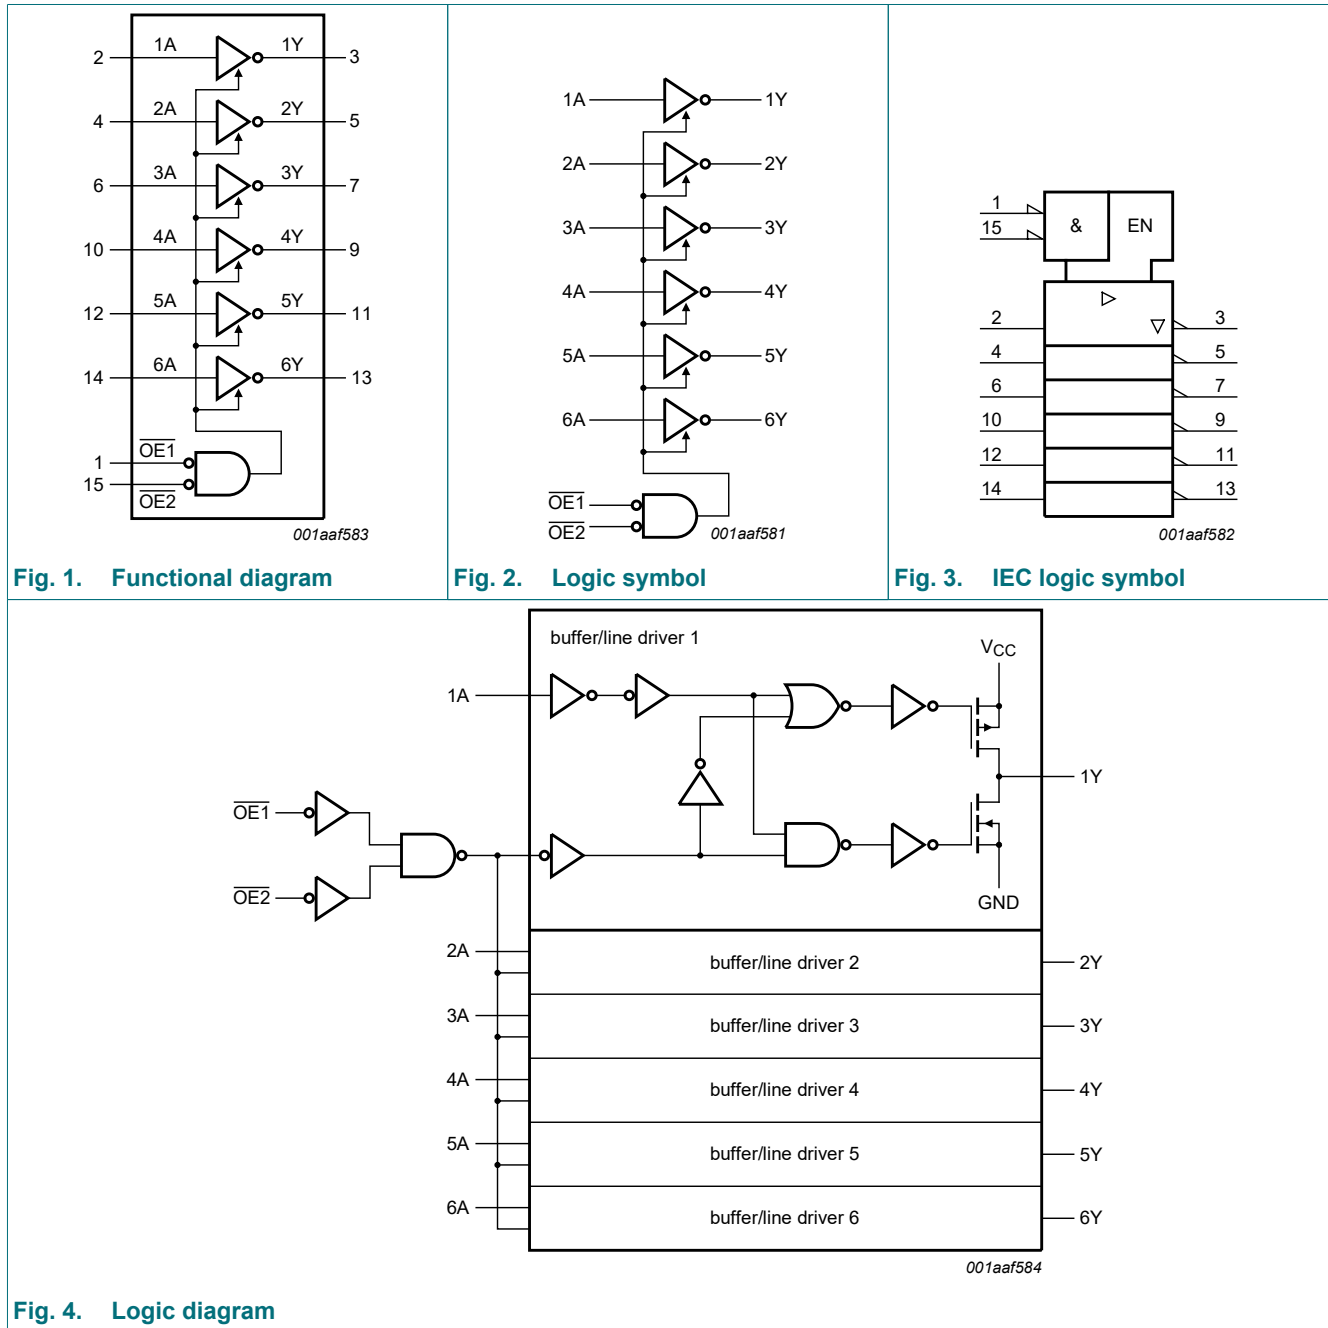 2 1A 1Y 3
4 2A 2Y 5
6 3A 3Y 7
10 4A 4Y 9
12 5A 5Y 11
14 6A 6Y 13
1 OE1
15 OE2
001aaf583
Fig. 1. Functional diagram
1A 1Y
2A 2Y
3A 3Y
4A 4Y
5A 5Y
6A 6Y
OE1
OE2
001aaf581
Fig. 2. Logic symbol
1
15
& EN
2 3
4 5
6 7
10 9
12 11
14 13
001aaf582
Fig. 3. IEC logic symbol
buffer/line driver 1
VCC
1A
1Y
OE1
OE2
GND
2A buffer/line driver 2 2Y
3A buffer/line driver 3 3Y
4A buffer/line driver 4 4Y
5A buffer/line driver 5 5Y
6A buffer/line driver 6 6Y
001aaf584
Fig. 4. Logic diagram